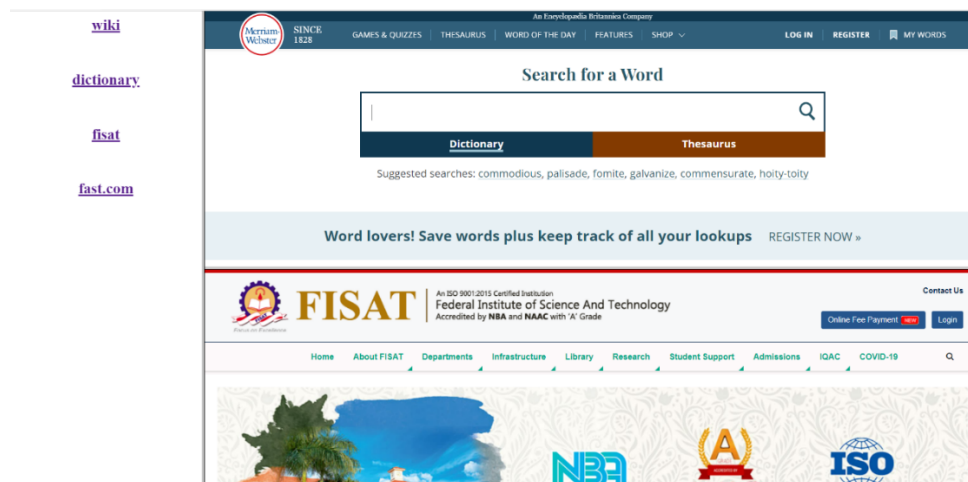 wiki
dictionary
fisat
fast.com
An Encyclopædia Britannica Company
Merriam-
Webster
SINCE
1828
GAMES & QUIZZES THESAURUS WORD OF THE DAY FEATURES SHOP LOG IN REGISTER MY WORDS
Search for a Word
Dictionary Thesaurus
Suggested searches: commodious, palisade, fomite, galvanize, commensurate, hoity-toity
Word lovers! Save words plus keep track of all your lookups REGISTER NOW »
FISAT
An ISO 9001:2015 Certified Institution
Federal Institute of Science And Technology
Accredited by NBA and NAAC with 'A' Grade
Contact Us
Online Fee Payment NEW Login
Home About FISAT Departments Infrastructure Library Research Student Support Admissions IQAC COVID-19
NBA
A
ISO